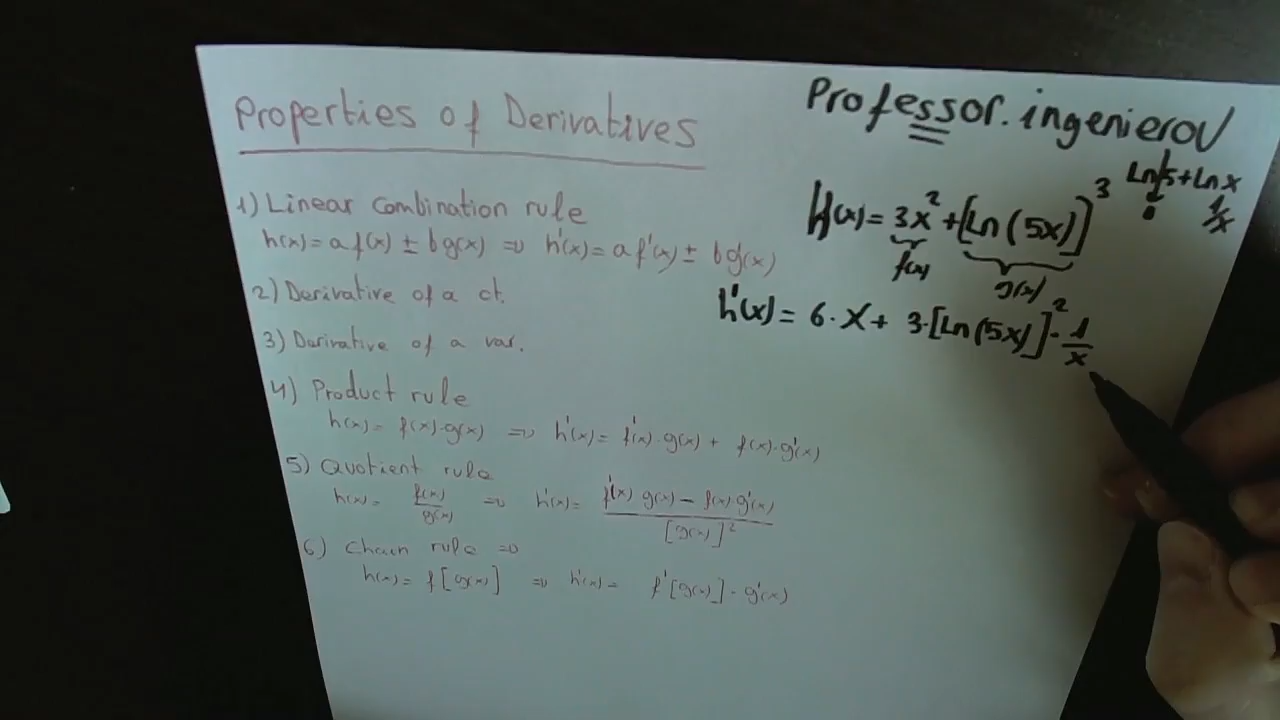 Properties of Derivatives
1) Linear Combination rule
h(x) = a f(x) ± b g(x) => h'(x) = a f'(x) ± b g'(x)
2) Derivative of a ct.
3) Derivative of a var.
4) Product rule
h(x) = f(x)·g(x) => h'(x) = f'(x)·g(x) + f(x)·g'(x)
5) Quotient rule
h(x) = f(x)/g(x) => h'(x) = f'(x) g(x) - f(x) g'(x) / [g(x)]²
6) Chain rule =>
h(x) = f[g(x)] => h'(x) = f'[g(x)]·g'(x)
Professor.ingenierov
Ln 5 + Ln x
H(x) = 3x² + [Ln(5x)]³
1/x
f(x)
g(x)
h'(x) = 6·x + 3·[Ln(5x)]²·1/x